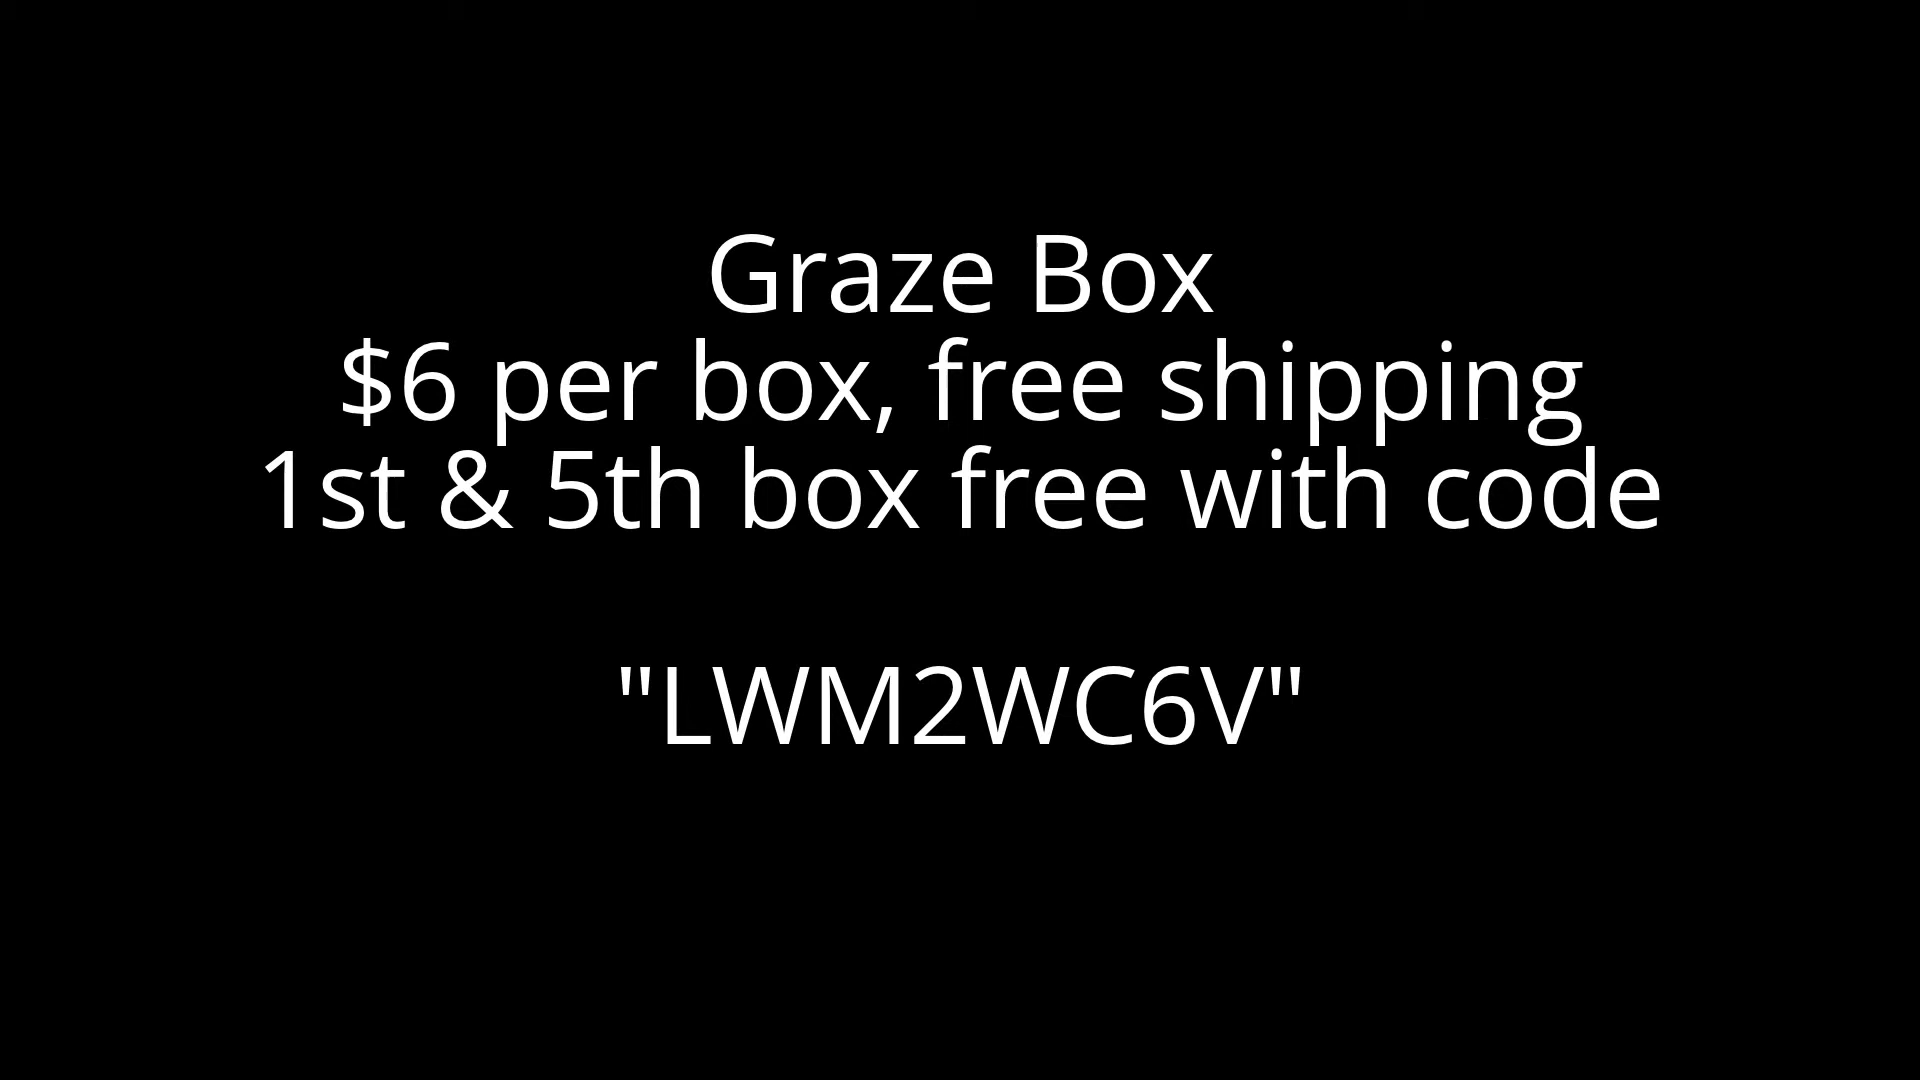 Graze Box
$6 per box, free shipping
1st & 5th box free with code
"LWM2WC6V"